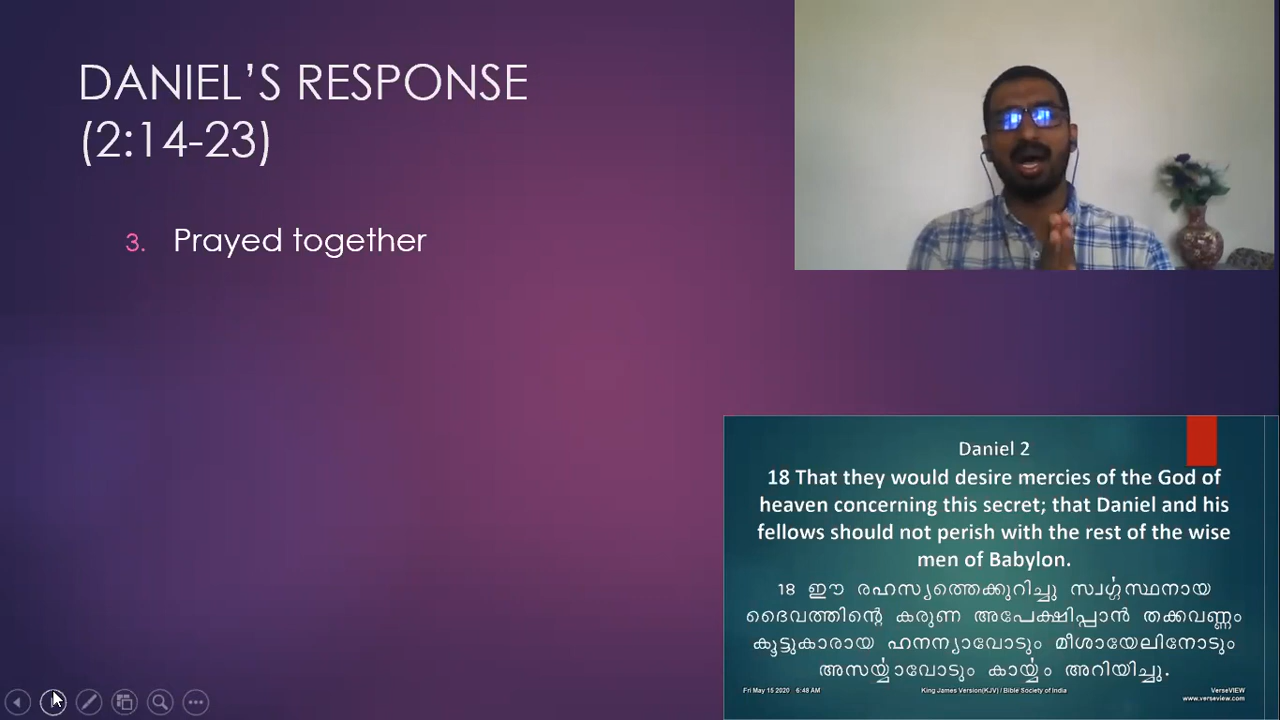 DANIEL’S RESPONSE
(2:14-23)
3. Prayed together
Daniel 2
18 That they would desire mercies of the God of
heaven concerning this secret; that Daniel and his
fellows should not perish with the rest of the wise
men of Babylon.
18 ഈ രഹസ്യത്തെക്കുറിച്ചു സ്വൎഗ്ഗസ്ഥനായ
ദൈവത്തിന്റെ കരുണ അപേക്ഷിപ്പാൻ തക്കവണ്ണം
കൂട്ടുകാരായ ഹനന്യാവോടും മീശായേലിനോടും
അസൎയ്യാവോടും കാൎയ്യം അറിയിച്ചു.
Fri May 15 2020 6:48 AM
King James Version(KJV) / Bible Society of India
VerseVIEW
www.verseview.com